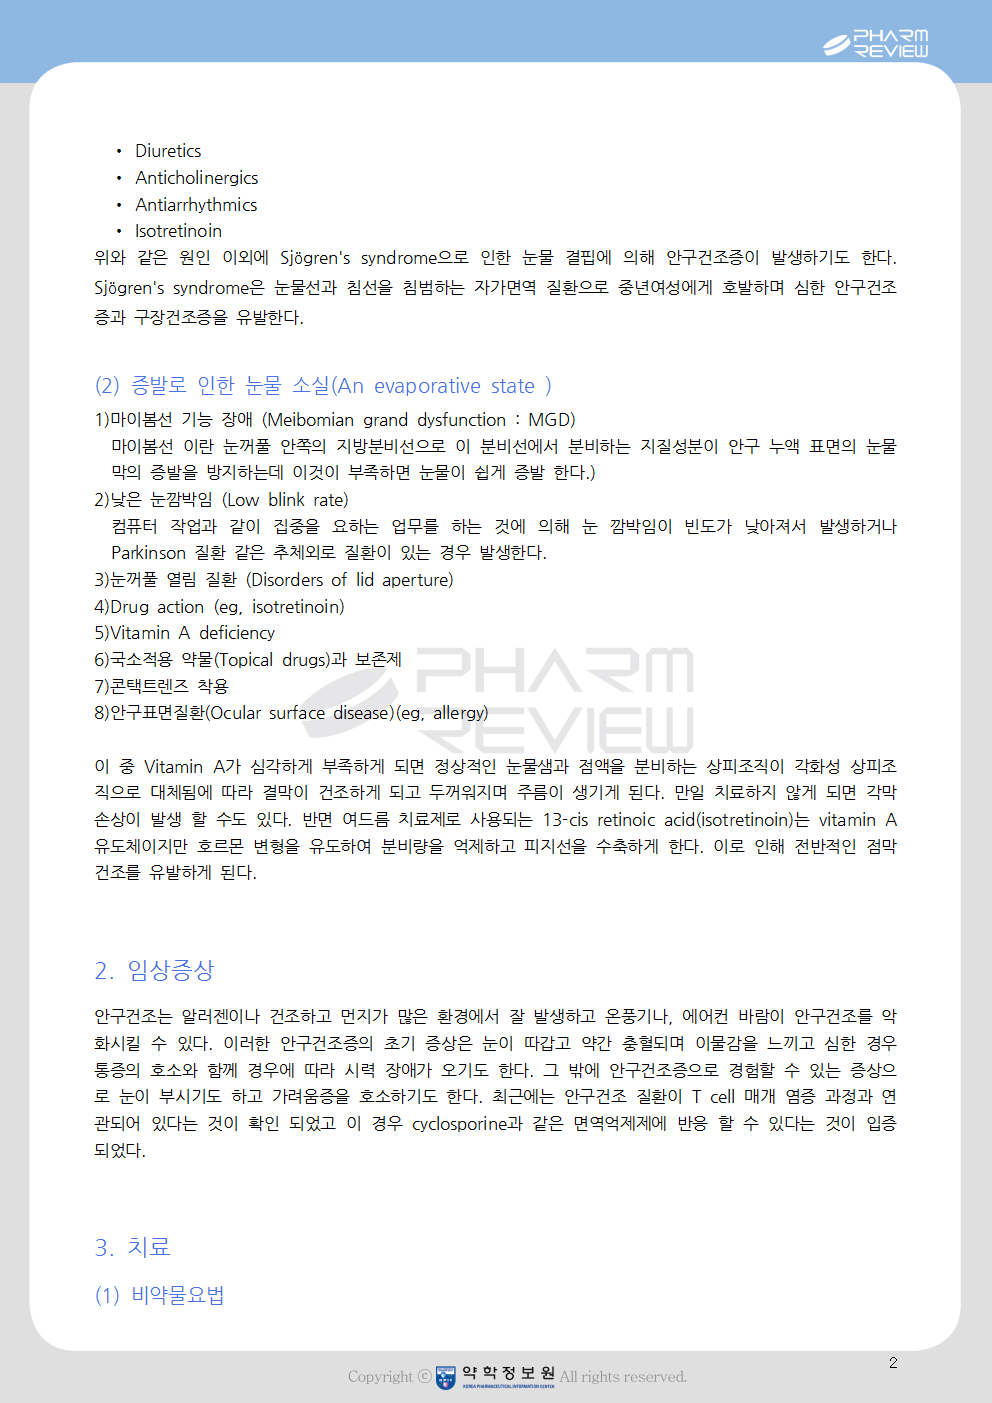 PHARM
REVIEW
• Diuretics
• Anticholinergics
• Antiarrhythmics
• Isotretinoin
위와 같은 원인 이외에 Sjögren's syndrome으로 인한 눈물 결핍에 의해 안구건조증이 발생하기도 한다.
Sjögren's syndrome은 눈물선과 침선을 침범하는 자가면역 질환으로 중년여성에게 호발하며 심한 안구건조
증과 구장건조증을 유발한다.
(2) 증발로 인한 눈물 소실(An evaporative state )
1)마이봄선 기능 장애 (Meibomian grand dysfunction : MGD)
마이봄선 이란 눈꺼풀 안쪽의 지방분비선으로 이 분비선에서 분비하는 지질성분이 안구 누액 표면의 눈물
막의 증발을 방지하는데 이것이 부족하면 눈물이 쉽게 증발 한다.)
2)낮은 눈깜박임 (Low blink rate)
컴퓨터 작업과 같이 집중을 요하는 업무를 하는 것에 의해 눈 깜박임이 빈도가 낮아져서 발생하거나
Parkinson 질환 같은 추체외로 질환이 있는 경우 발생한다.
3)눈꺼풀 열림 질환 (Disorders of lid aperture)
4)Drug action (eg, isotretinoin)
5)Vitamin A deficiency
6)국소적용 약물(Topical drugs)과 보존제
7)콘택트렌즈 착용
8)안구표면질환(Ocular surface disease)(eg, allergy)
PHARM
REVIEW
이 중 Vitamin A가 심각하게 부족하게 되면 정상적인 눈물샘과 점액을 분비하는 상피조직이 각화성 상피조
직으로 대체됨에 따라 결막이 건조하게 되고 두꺼워지며 주름이 생기게 된다. 만일 치료하지 않게 되면 각막
손상이 발생 할 수도 있다. 반면 여드름 치료제로 사용되는 13-cis retinoic acid(isotretinoin)는 vitamin A
유도체이지만 호르몬 변형을 유도하여 분비량을 억제하고 피지선을 수축하게 한다. 이로 인해 전반적인 점막
건조를 유발하게 된다.
2. 임상증상
안구건조는 알러젠이나 건조하고 먼지가 많은 환경에서 잘 발생하고 온풍기나, 에어컨 바람이 안구건조를 악
화시킬 수 있다. 이러한 안구건조증의 초기 증상은 눈이 따갑고 약간 충혈되며 이물감을 느끼고 심한 경우
통증의 호소와 함께 경우에 따라 시력 장애가 오기도 한다. 그 밖에 안구건조증으로 경험할 수 있는 증상으
로 눈이 부시기도 하고 가려움증을 호소하기도 한다. 최근에는 안구건조 질환이 T cell 매개 염증 과정과 연
관되어 있다는 것이 확인 되었고 이 경우 cyclosporine과 같은 면역억제제에 반응 할 수 있다는 것이 입증
되었다.
3. 치료
(1) 비약물요법
2
Copyright ⓒ 약학정보원 All rights reserved.
KOREA PHARMACEUTICAL INFORMATION CENTER